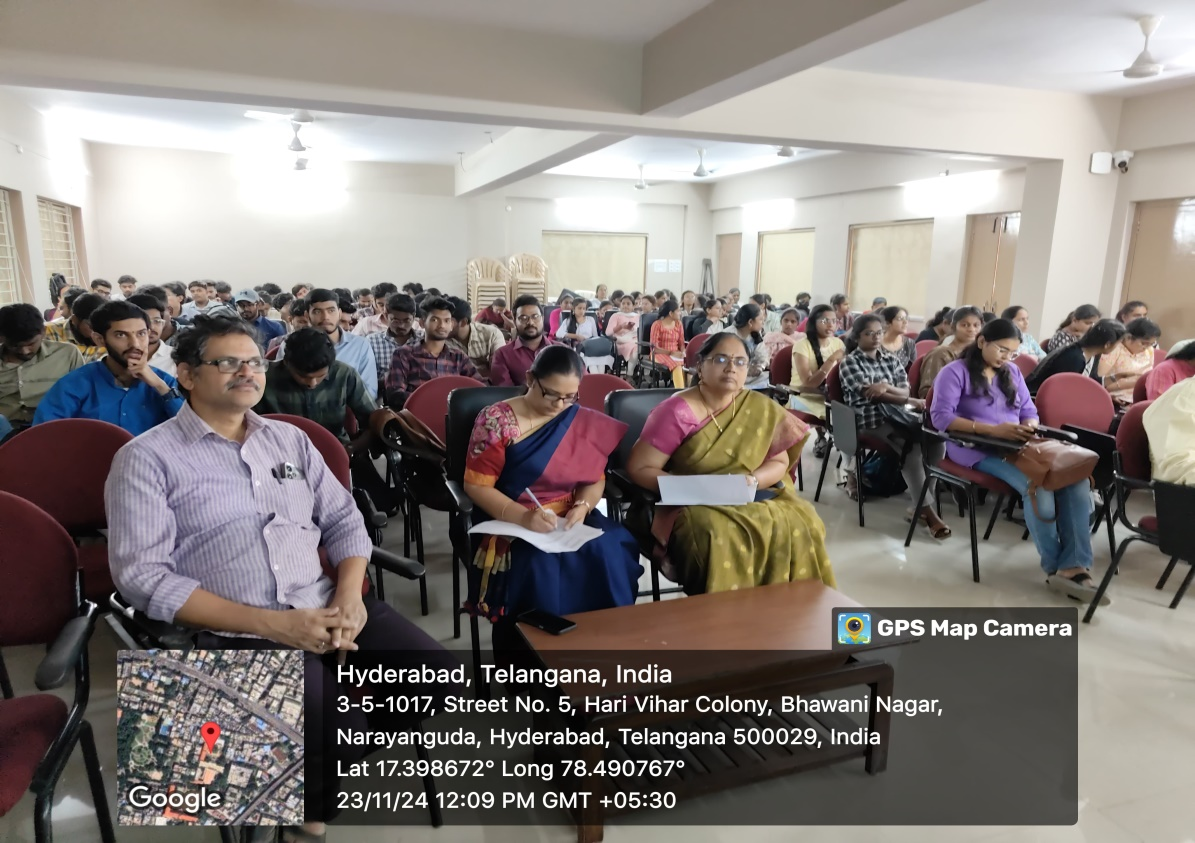 GPS Map Camera
Hyderabad, Telangana, India
3-5-1017, Street No. 5, Hari Vihar Colony, Bhawani Nagar,
Narayanguda, Hyderabad, Telangana 500029, India
Lat 17.398672° Long 78.490767°
23/11/24 12:09 PM GMT +05:30
Google